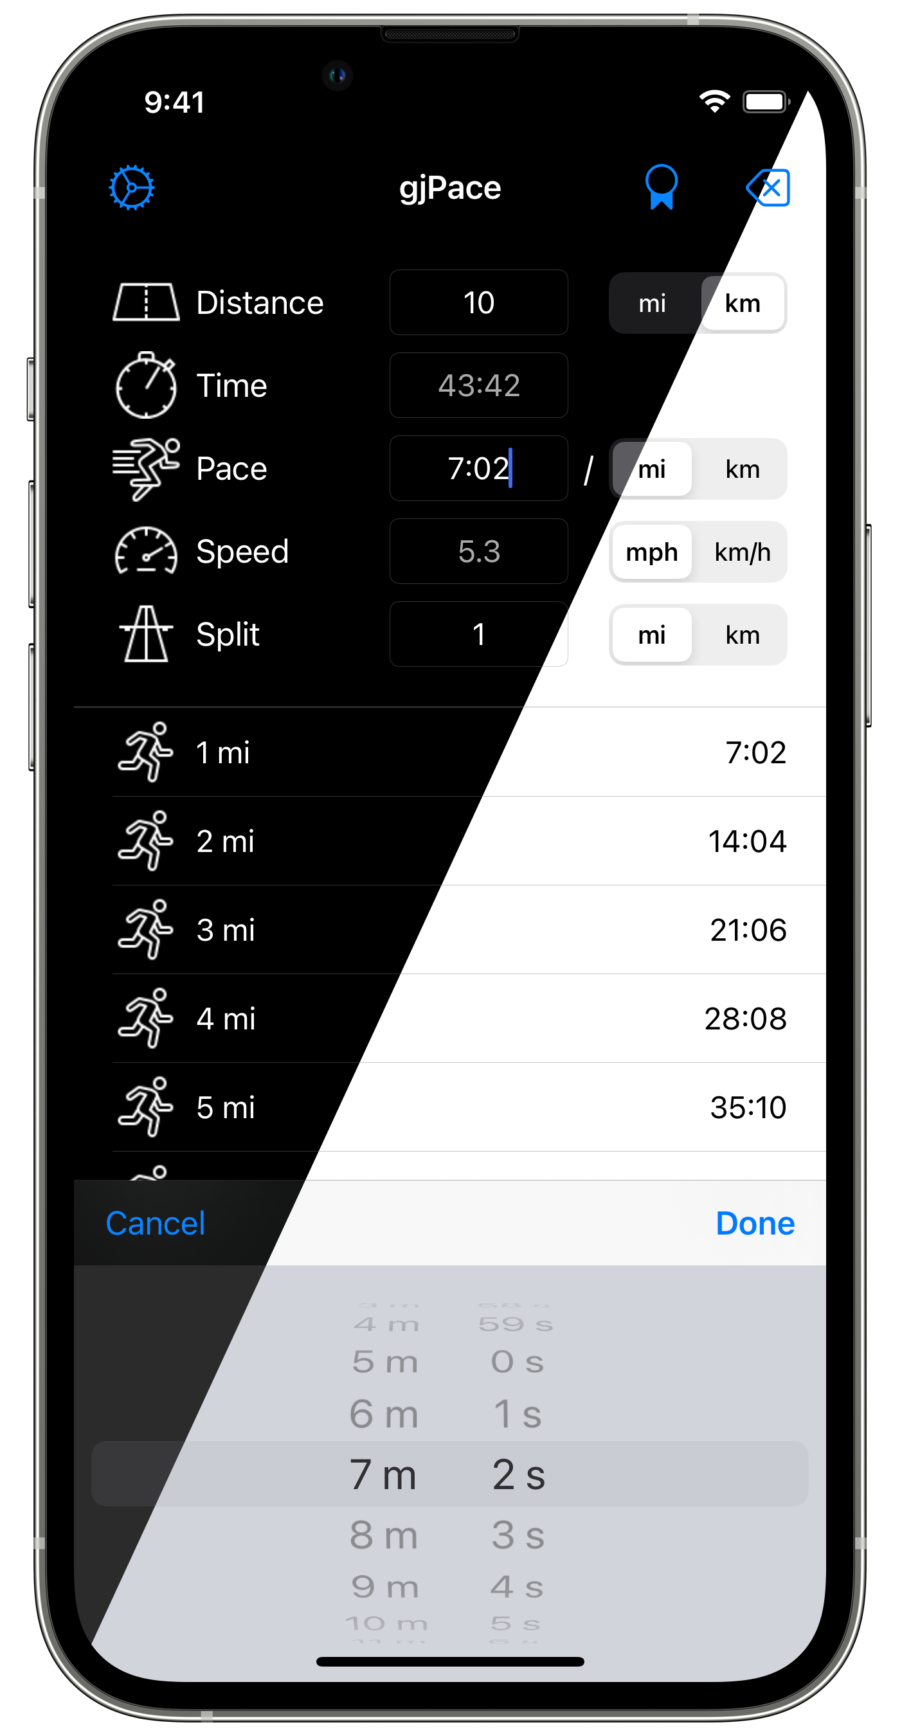 9:41
gjPace
Distance 10 mi km
Time 43:42
Pace 7:02 / mi km
Speed 5.3 mph km/h
Split 1 mi km
1 mi 7:02
2 mi 14:04
3 mi 21:06
4 mi 28:08
5 mi 35:10
Cancel Done
4 m 59 s
5 m 0 s
6 m 1 s
7 m 2 s
8 m 3 s
9 m 4 s
10 m 5 s